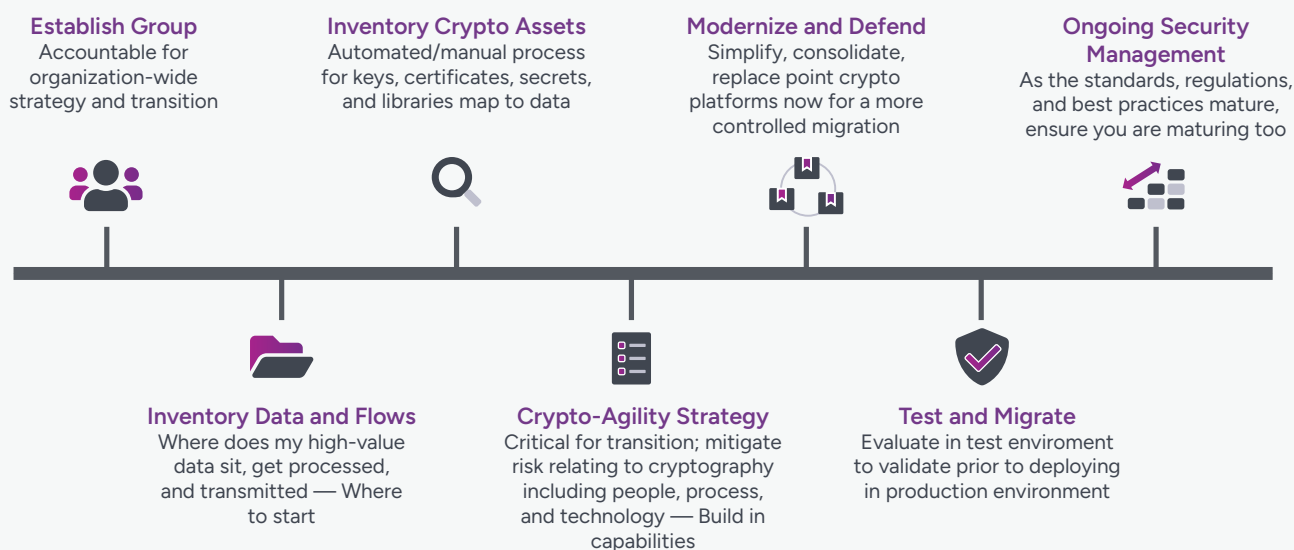 Establish Group
Accountable for
organization-wide
strategy and transition
Inventory Crypto Assets
Automated/manual process
for keys, certificates, secrets,
and libraries map to data
Modernize and Defend
Simplify, consolidate,
replace point crypto
platforms now for a more
controlled migration
Ongoing Security
Management
As the standards, regulations,
and best practices mature,
ensure you are maturing too
Inventory Data and Flows
Where does my high-value
data sit, get processed,
and transmitted — Where
to start
Crypto-Agility Strategy
Critical for transition; mitigate
risk relating to cryptography
including people, process,
and technology — Build in
capabilities
Test and Migrate
Evaluate in test enviroment
to validate prior to deploying
in production environment